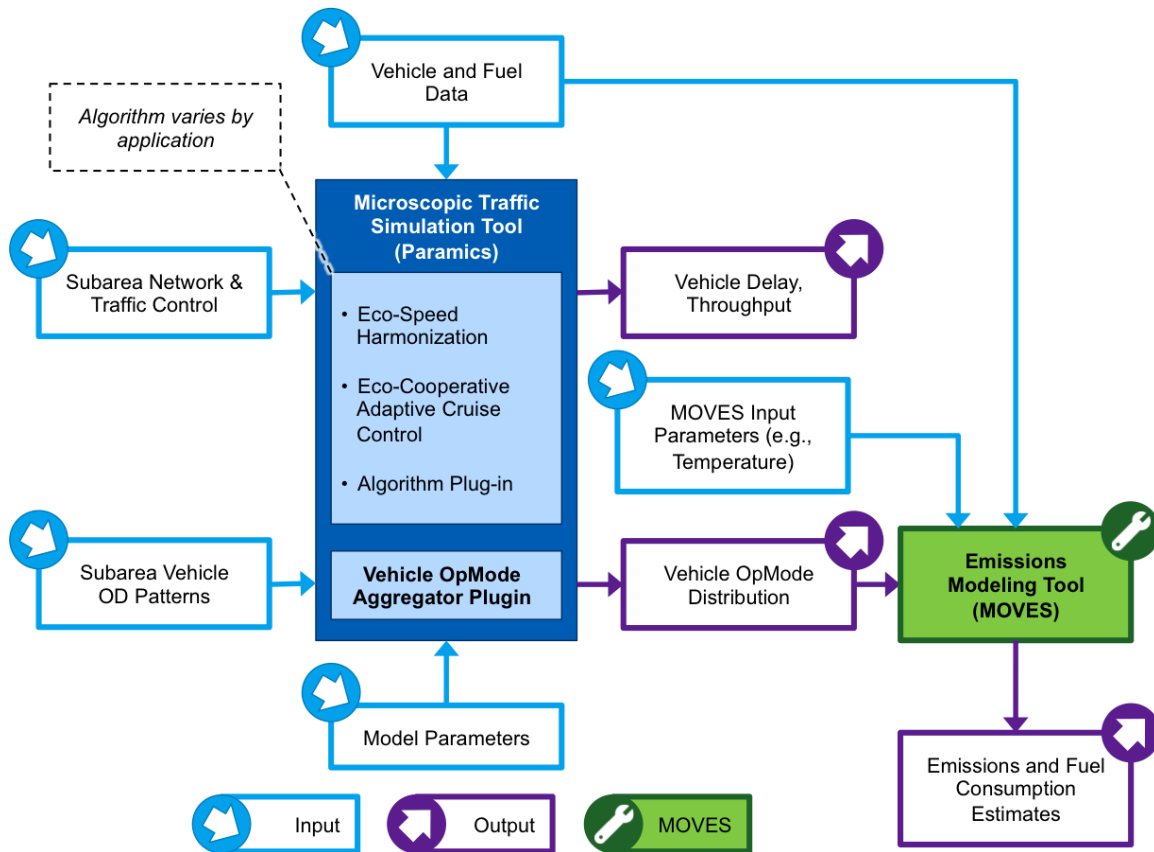 Vehicle and Fuel
Data
Algorithm varies by
application
Microscopic Traffic
Simulation Tool
(Paramics)
Subarea Network &
Traffic Control
Vehicle Delay,
Throughput
• Eco-Speed
Harmonization
• Eco-Cooperative
Adaptive Cruise
Control
• Algorithm Plug-in
MOVES Input
Parameters (e.g.,
Temperature)
Subarea Vehicle
OD Patterns
Vehicle OpMode
Aggregator Plugin
Vehicle OpMode
Distribution
Emissions
Modeling Tool
(MOVES)
Model Parameters
Emissions and Fuel
Consumption
Estimates
Input
Output
MOVES